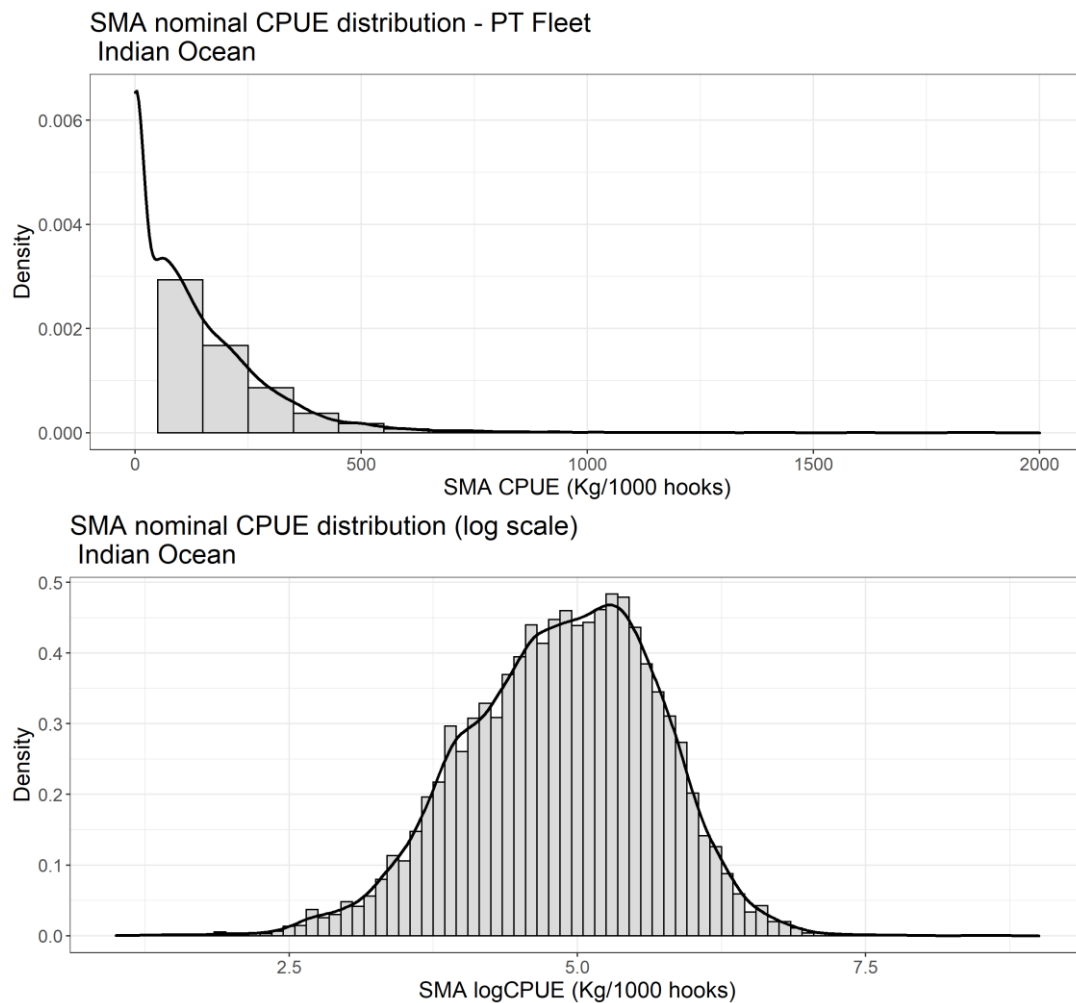 SMA nominal CPUE distribution - PT Fleet
Indian Ocean
0.006
0.004
0.002
0.000
Density
0 500 1000 1500 2000
SMA CPUE (Kg/1000 hooks)
SMA nominal CPUE distribution (log scale)
Indian Ocean
0.5
0.4
0.3
0.2
0.1
0.0
Density
2.5 5.0 7.5
SMA logCPUE (Kg/1000 hooks)